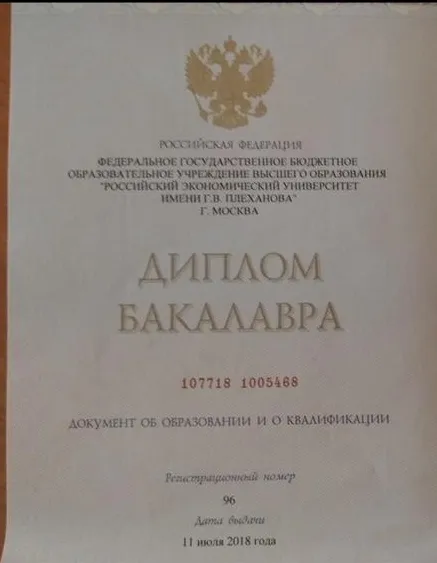 РОССИЙСКАЯ ФЕДЕРАЦИЯ
ФЕДЕРАЛЬНОЕ ГОСУДАРСТВЕННОЕ БЮДЖЕТНОЕ
ОБРАЗОВАТЕЛЬНОЕ УЧРЕЖДЕНИЕ ВЫСШЕГО ОБРАЗОВАНИЯ
"РОССИЙСКИЙ ЭКОНОМИЧЕСКИЙ УНИВЕРСИТЕТ
ИМЕНИ Г.В. ПЛЕХАНОВА"
Г. МОСКВА
ДИПЛОМ
БАКАЛАВРА
107718 1005468
ДОКУМЕНТ ОБ ОБРАЗОВАНИИ И О КВАЛИФИКАЦИИ
Регистрационный номер
96
Дата выдачи
11 июля 2018 года